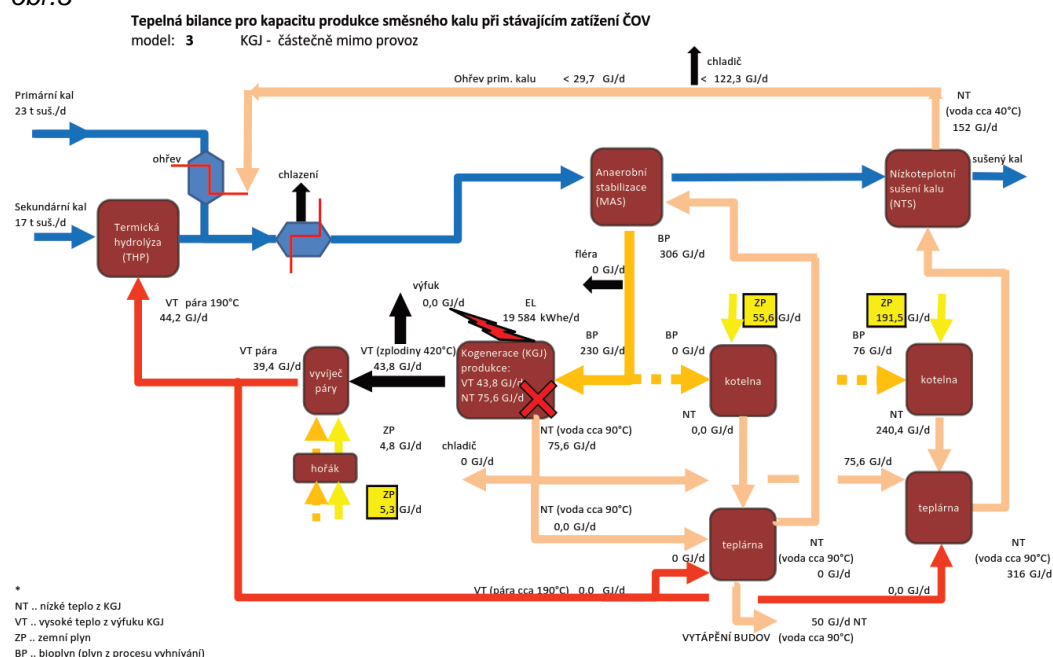 obr.3
Tepelná bilance pro kapacitu produkce směsného kalu při stávajícím zatížení ČOV
model: 3 KGJ - částečně mimo provoz
chladič
Ohřev prim. kalu < 29,7 GJ/d < 122,3 GJ/d
Primární kal
23 t suš./d
NT
(voda cca 40°C)
152 GJ/d
ohřev
chlazení
Anaerobní
stabilizace
(MAS)
Nízkoteplotní
sušení kalu
(NTS)
sušený kal
Sekundární kal
17 t suš./d
Termická
hydrolýza
(THP)
BP
306 GJ/d
fléra
0 GJ/d
výfuk
0,0 GJ/d
EL
19 584 kWhe/d
VT pára 190°C
44,2 GJ/d
ZP
55,6 GJ/d
ZP
191,5 GJ/d
VT pára
39,4 GJ/d
VT (zplodiny 420°C)
43,8 GJ/d
BP
230 GJ/d
BP
0 GJ/d
BP
76 GJ/d
vyvíječ
páry
Kogenerace (KGJ)
produkce:
VT 43,8 GJ/d
NT 75,6 GJ/d
kotelna
kotelna
NT
0,0 GJ/d
NT
240,4 GJ/d
ZP
4,8 GJ/d
chladič
0 GJ/d
NT (voda cca 90°C)
75,6 GJ/d
75,6 GJ/d
hořák
ZP
5,3 GJ/d
NT (voda cca 90°C)
0,0 GJ/d
teplárna
teplárna
0 GJ/d
NT
(voda cca 90°C)
0 GJ/d
NT
(voda cca 90°C)
316 GJ/d
VT (pára cca 190°C) 0,0 GJ/d
0,0 GJ/d
50 GJ/d NT
VYTÁPĚNÍ BUDOV (voda cca 90°C)
*
NT .. nízké teplo z KGJ
VT .. vysoké teplo z výfuku KGJ
ZP .. zemní plyn
BP .. bioplyn (plyn z procesu vyhnívání)